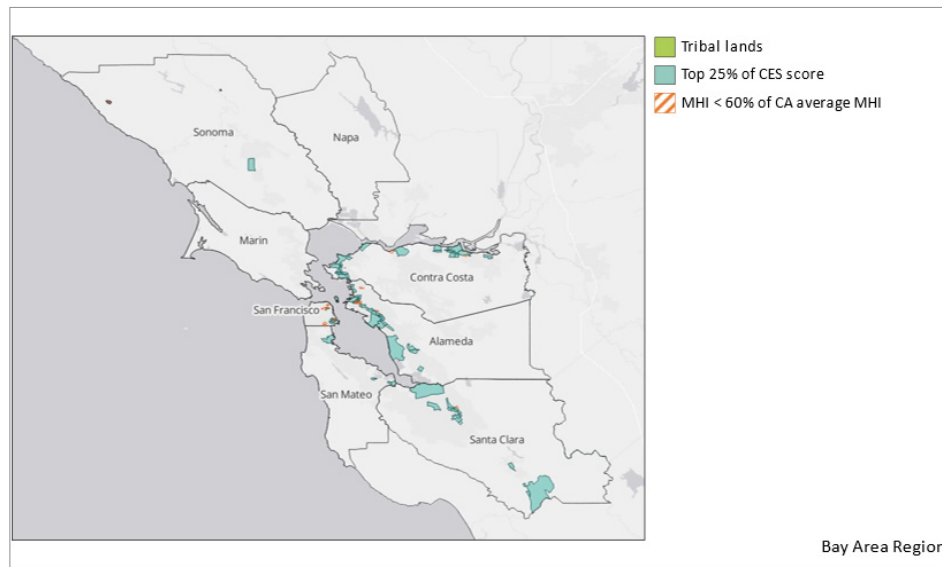 Tribal lands
Top 25% of CES score
MHI < 60% of CA average MHI
Sonoma
Napa
Marin
Contra Costa
San Francisco
Alameda
San Mateo
Santa Clara
Bay Area Region